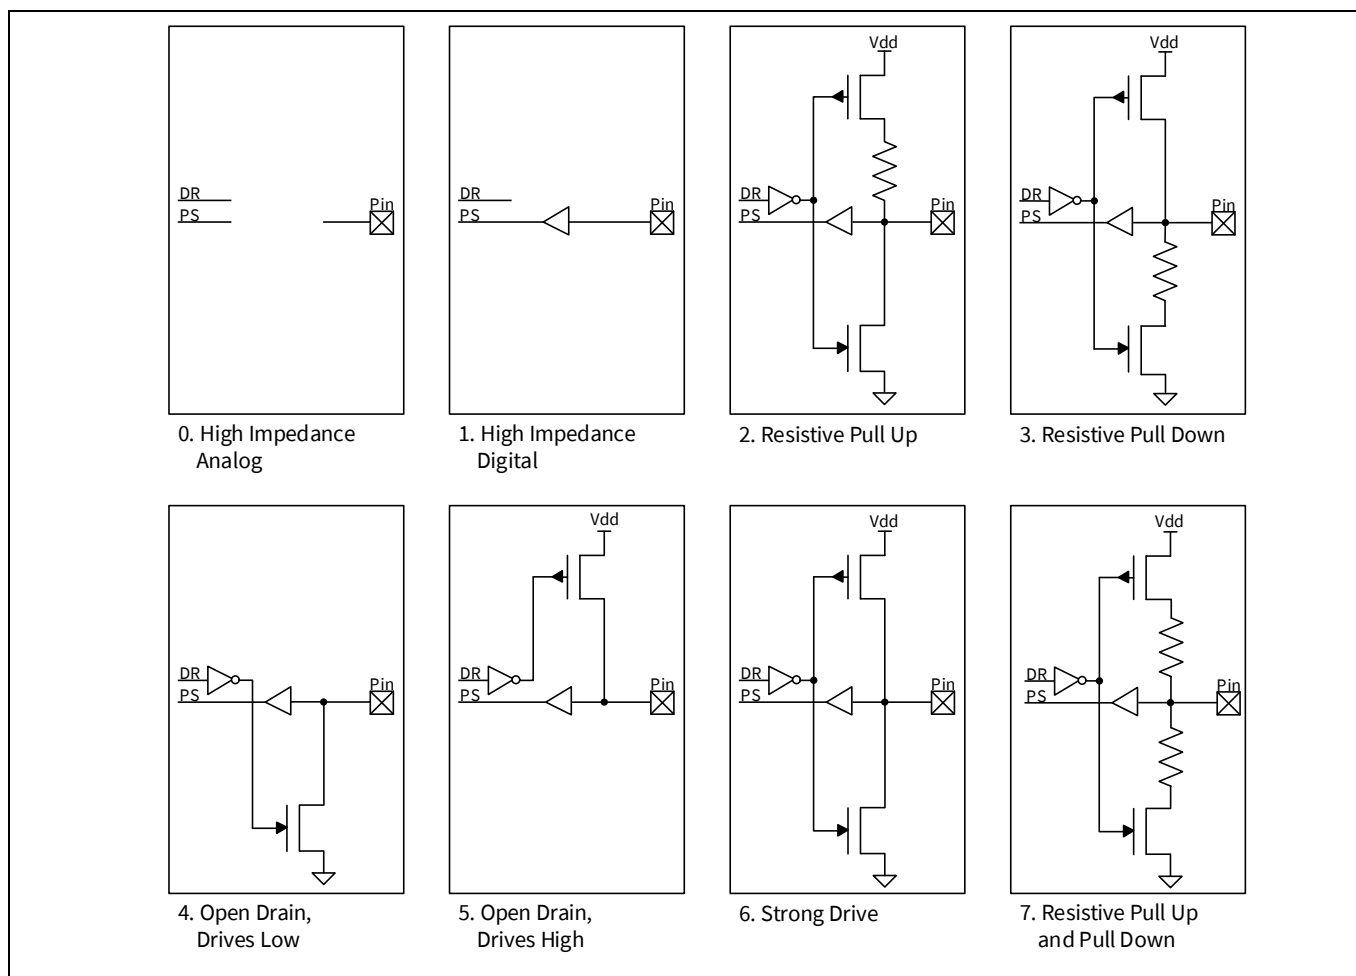 DR
PS
Pin
0. High Impedance
Analog
DR
PS
Pin
1. High Impedance
Digital
Vdd
DR
PS
Pin
2. Resistive Pull Up
Vdd
DR
PS
Pin
3. Resistive Pull Down
DR
PS
Pin
4. Open Drain,
Drives Low
Vdd
DR
PS
Pin
5. Open Drain,
Drives High
Vdd
DR
PS
Pin
6. Strong Drive
Vdd
DR
PS
Pin
7. Resistive Pull Up
and Pull Down